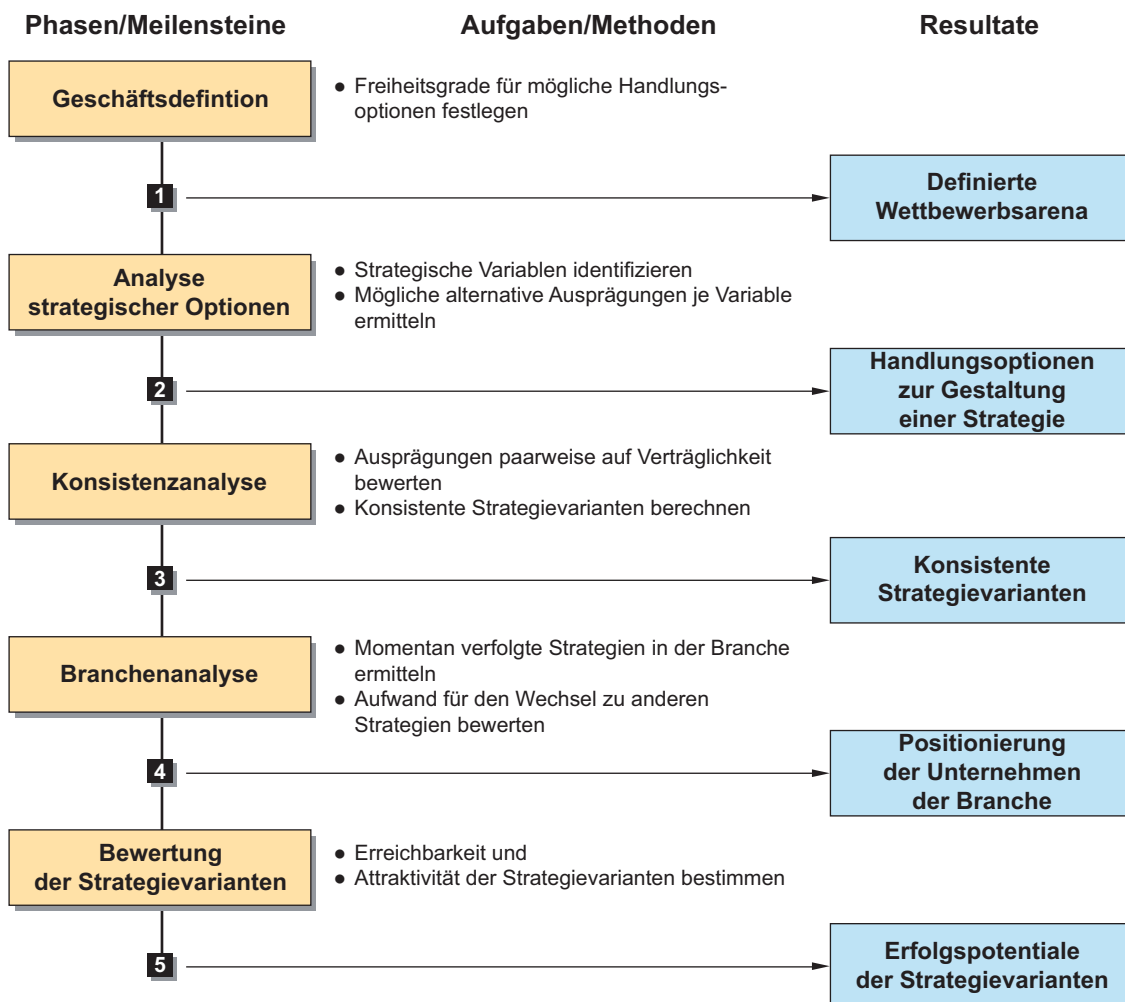 Phasen/Meilensteine
Aufgaben/Methoden
Resultate
Geschäftsdefintion
● Freiheitsgrade für mögliche Handlungs-
optionen festlegen
1
Definierte
Wettbewerbsarena
Analyse
strategischer Optionen
● Strategische Variablen identifizieren
● Mögliche alternative Ausprägungen je Variable
ermitteln
2
Handlungsoptionen
zur Gestaltung
einer Strategie
Konsistenzanalyse
● Ausprägungen paarweise auf Verträglichkeit
bewerten
● Konsistente Strategievarianten berechnen
3
Konsistente
Strategievarianten
Branchenanalyse
● Momentan verfolgte Strategien in der Branche
ermitteln
● Aufwand für den Wechsel zu anderen
Strategien bewerten
4
Positionierung
der Unternehmen
der Branche
Bewertung
der Strategievarianten
● Erreichbarkeit und
● Attraktivität der Strategievarianten bestimmen
5
Erfolgspotentiale
der Strategievarianten